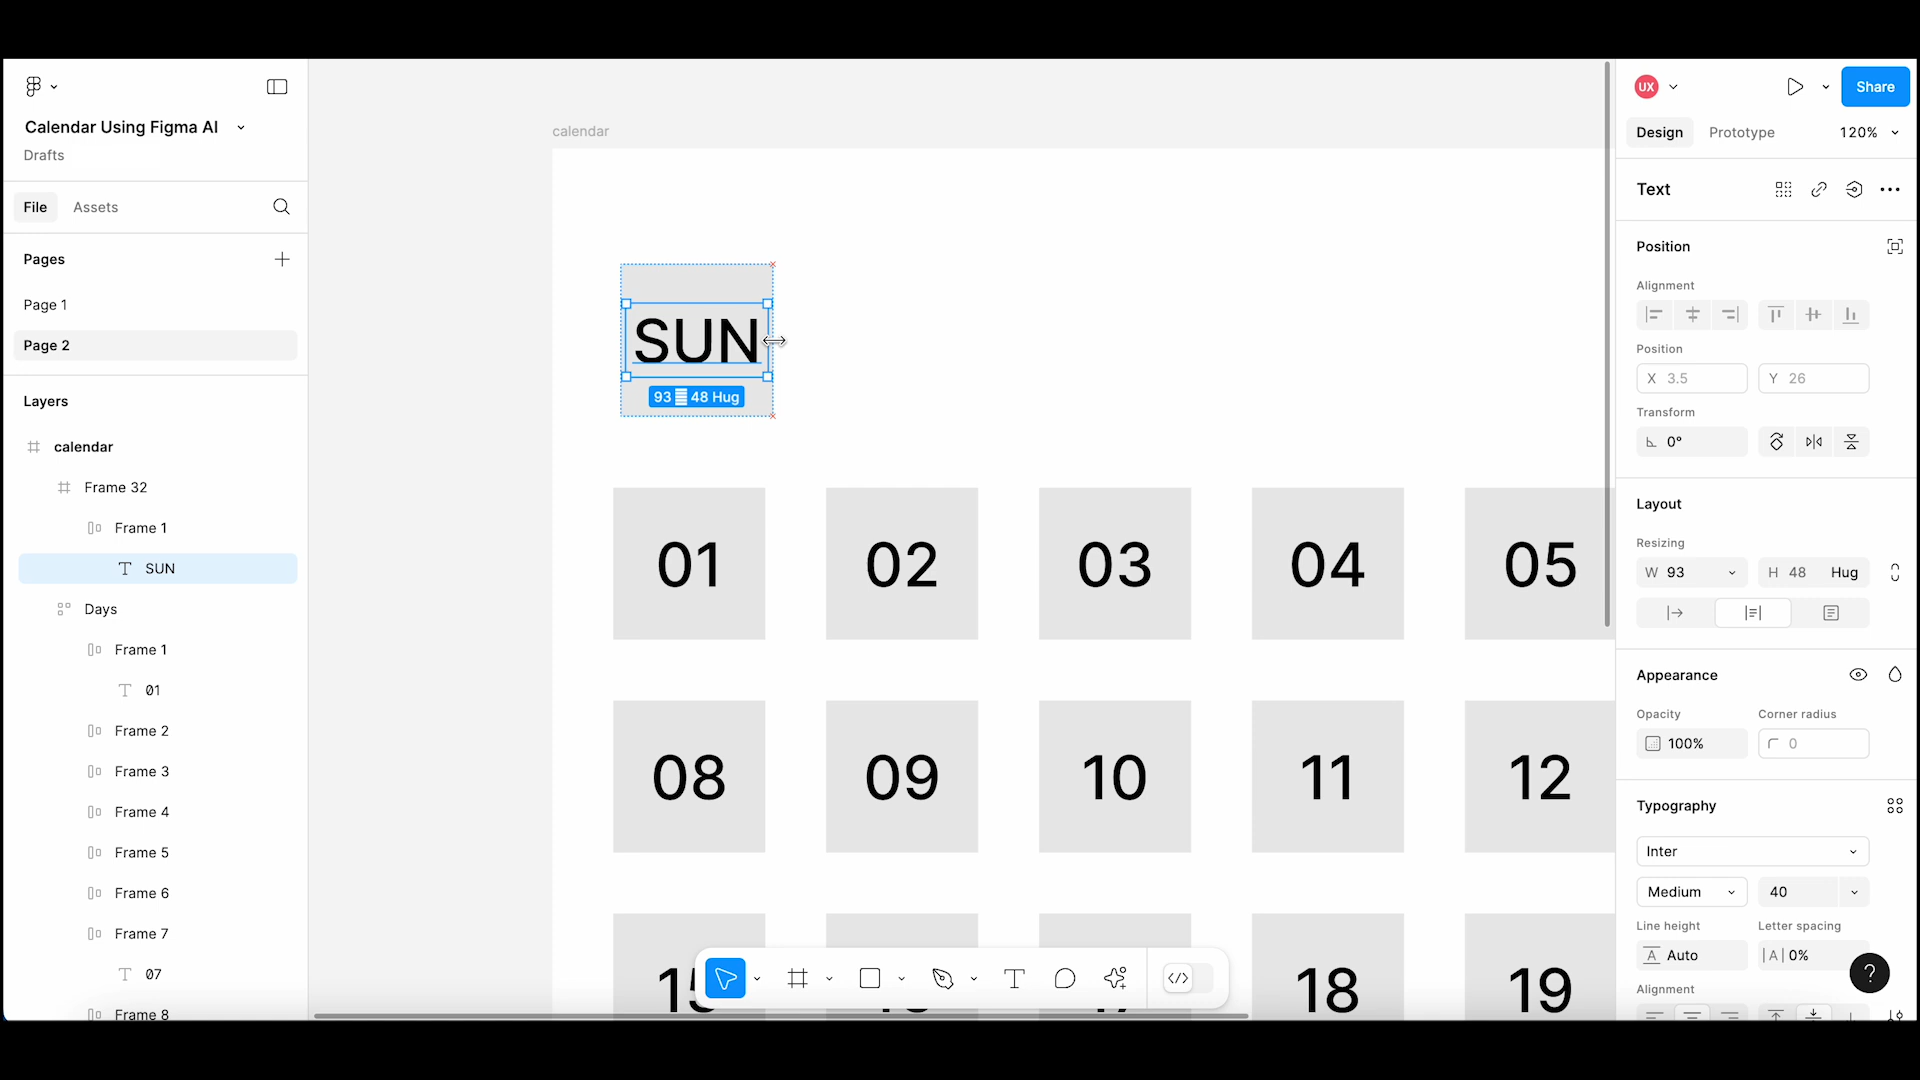 Calendar Using Figma AI
Drafts
File
Assets
Pages
Page 1
Page 2
Layers
calendar
Frame 32
Frame 1
SUN
Days
Frame 1
01
Frame 2
Frame 3
Frame 4
Frame 5
Frame 6
Frame 7
07
Frame 8
calendar
SUN
93 48 Hug
01 02 03 04 05
08 09 10 11 12
18 19
UX
Share
Design
Prototype
120%
Text
Position
Alignment
Position
X 3.5
Y 26
Transform
0°
Layout
Resizing
W 93
H 48 Hug
Appearance
Opacity
Corner radius
100%
0
Typography
Inter
Medium
40
Line height
Letter spacing
Auto
|A| 0%
Alignment
?